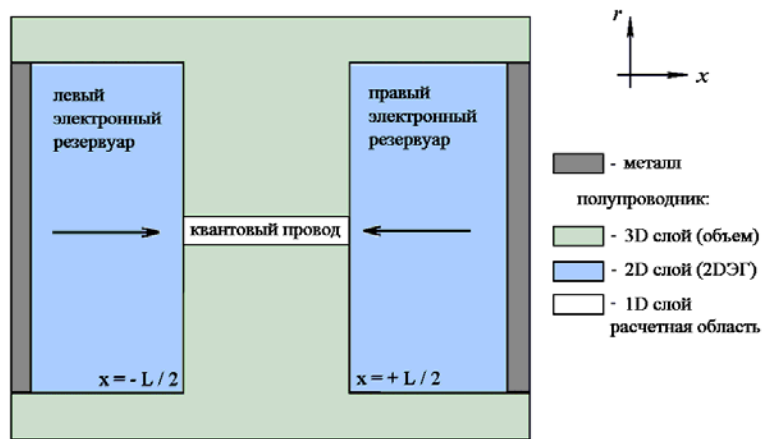 r
x
левый
электронный
резервуар
правый
электронный
резервуар
квантовый провод
x = - L / 2
x = + L / 2
- металл
полупроводник:
- 3D слой (объем)
- 2D слой (2DЭГ)
- 1D слой
расчетная область